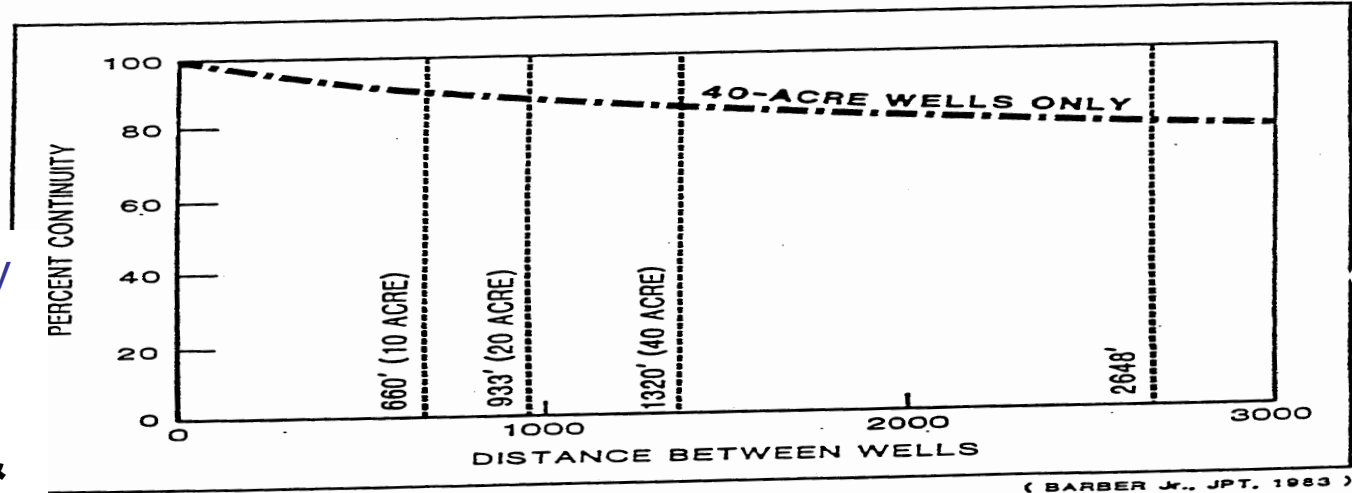 100
80
60
40
20
0
PERCENT CONTINUITY
40-ACRE WELLS ONLY
660' (10 ACRE)
933' (20 ACRE)
1320' (40 ACRE)
2648'
0
1000
2000
3000
DISTANCE BETWEEN WELLS
( BARBER Jr., JPT, 1983 )